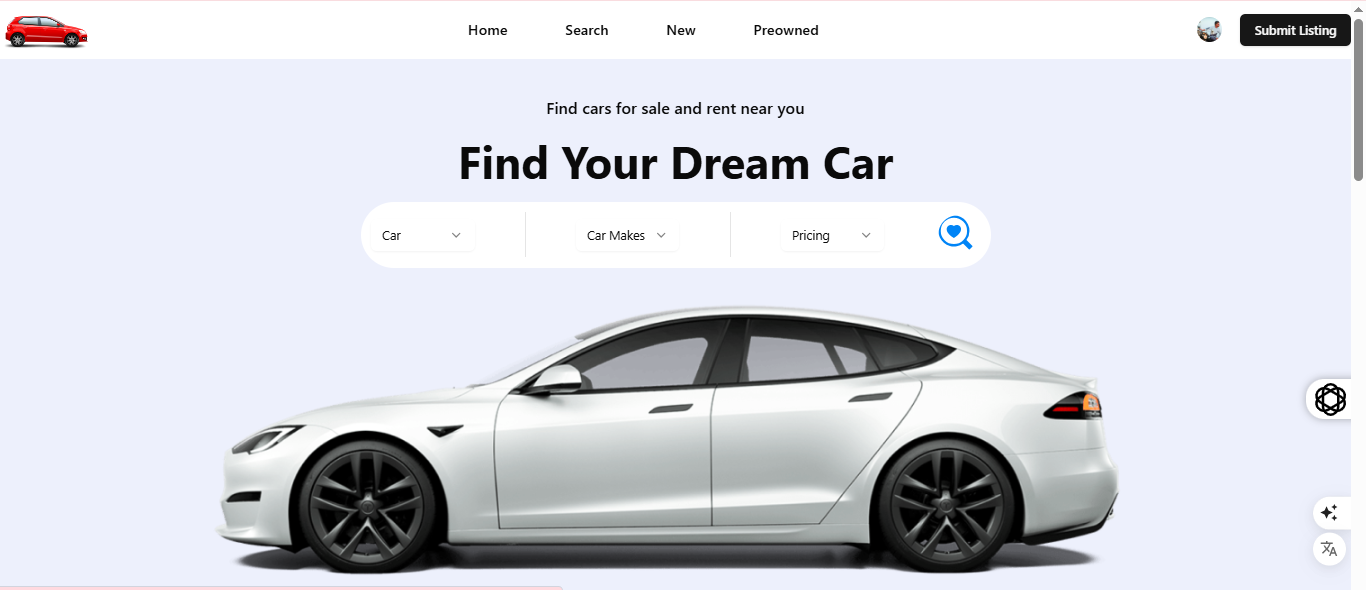 Home Search New Preowned Submit Listing
Find cars for sale and rent near you
Find Your Dream Car
Car Car Makes Pricing